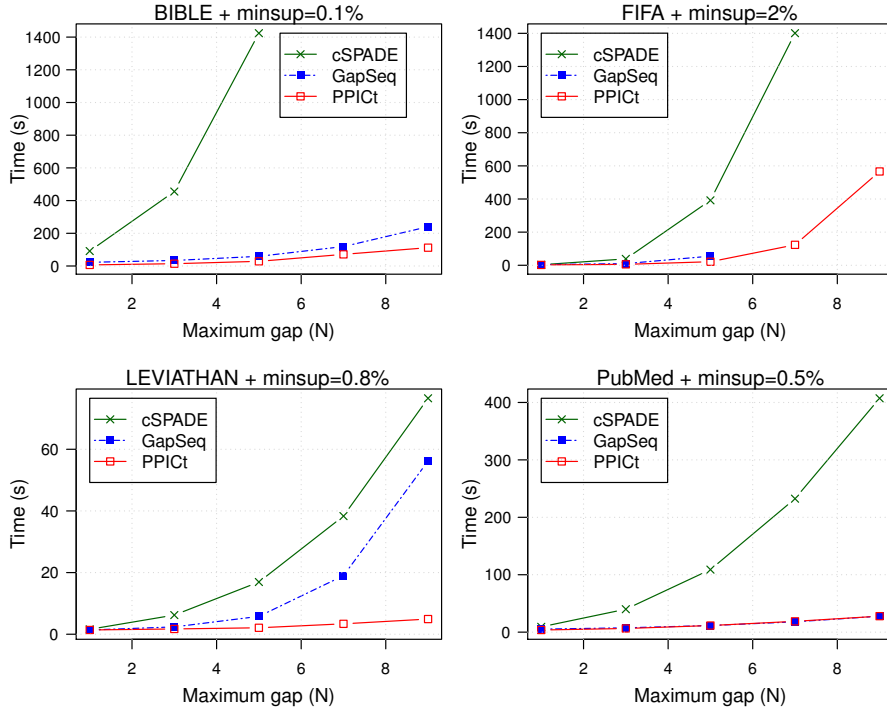 BIBLE + minsup=0.1%
Time (s)
1400
1200
1000
800
600
400
200
0
cSPADE
GapSeq
PPICt
2 4 6 8
Maximum gap (N)
FIFA + minsup=2%
Time (s)
1400
1200
1000
800
600
400
200
0
cSPADE
GapSeq
PPICt
2 4 6 8
Maximum gap (N)
LEVIATHAN + minsup=0.8%
Time (s)
60
40
20
0
cSPADE
GapSeq
PPICt
2 4 6 8
Maximum gap (N)
PubMed + minsup=0.5%
Time (s)
400
300
200
100
0
cSPADE
GapSeq
PPICt
2 4 6 8
Maximum gap (N)